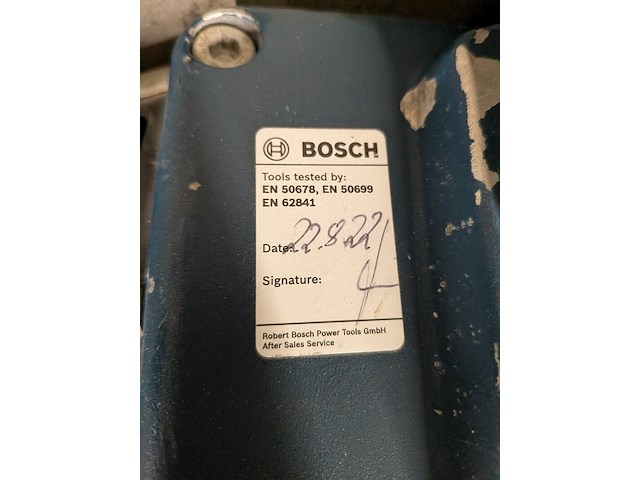 BOSCH
Tools tested by:
EN 50678, EN 50699
EN 62841
Date: 22.8.22
Signature:
Robert Bosch Power Tools GmbH
After Sales Service